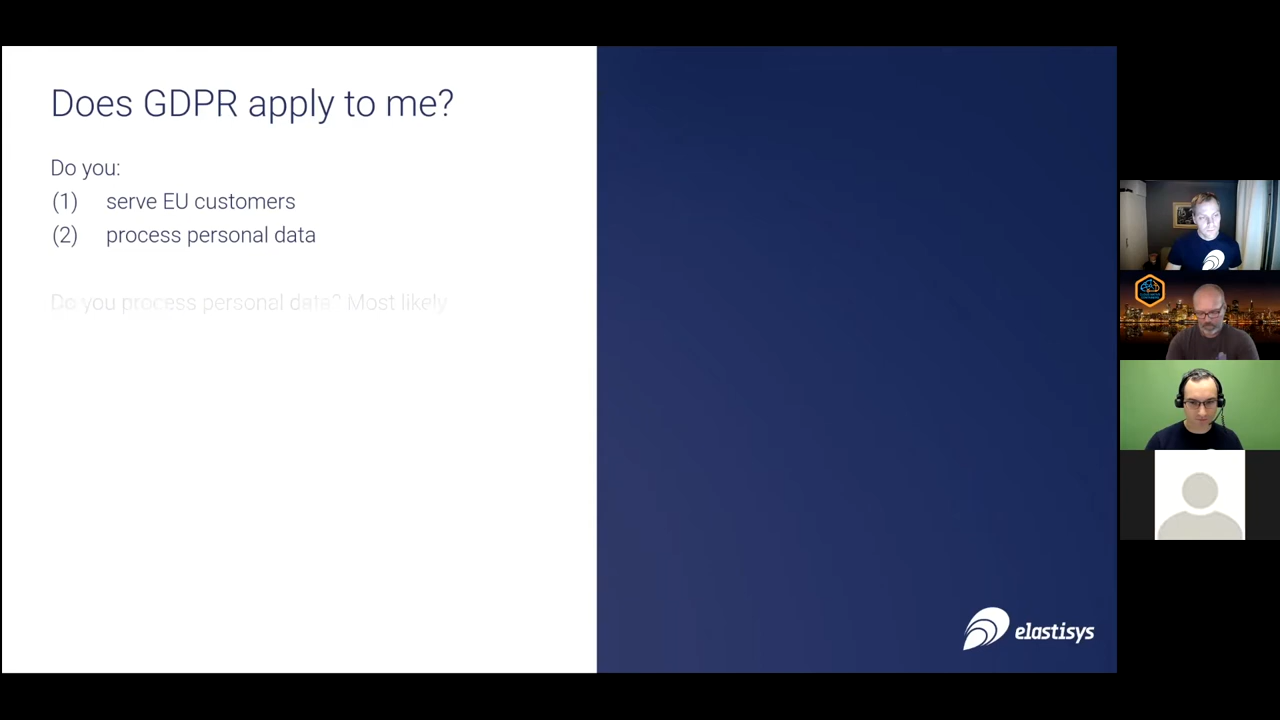 Does GDPR apply to me?
Do you:
(1) serve EU customers
(2) process personal data
Do you process personal data? Most likely
elastisys